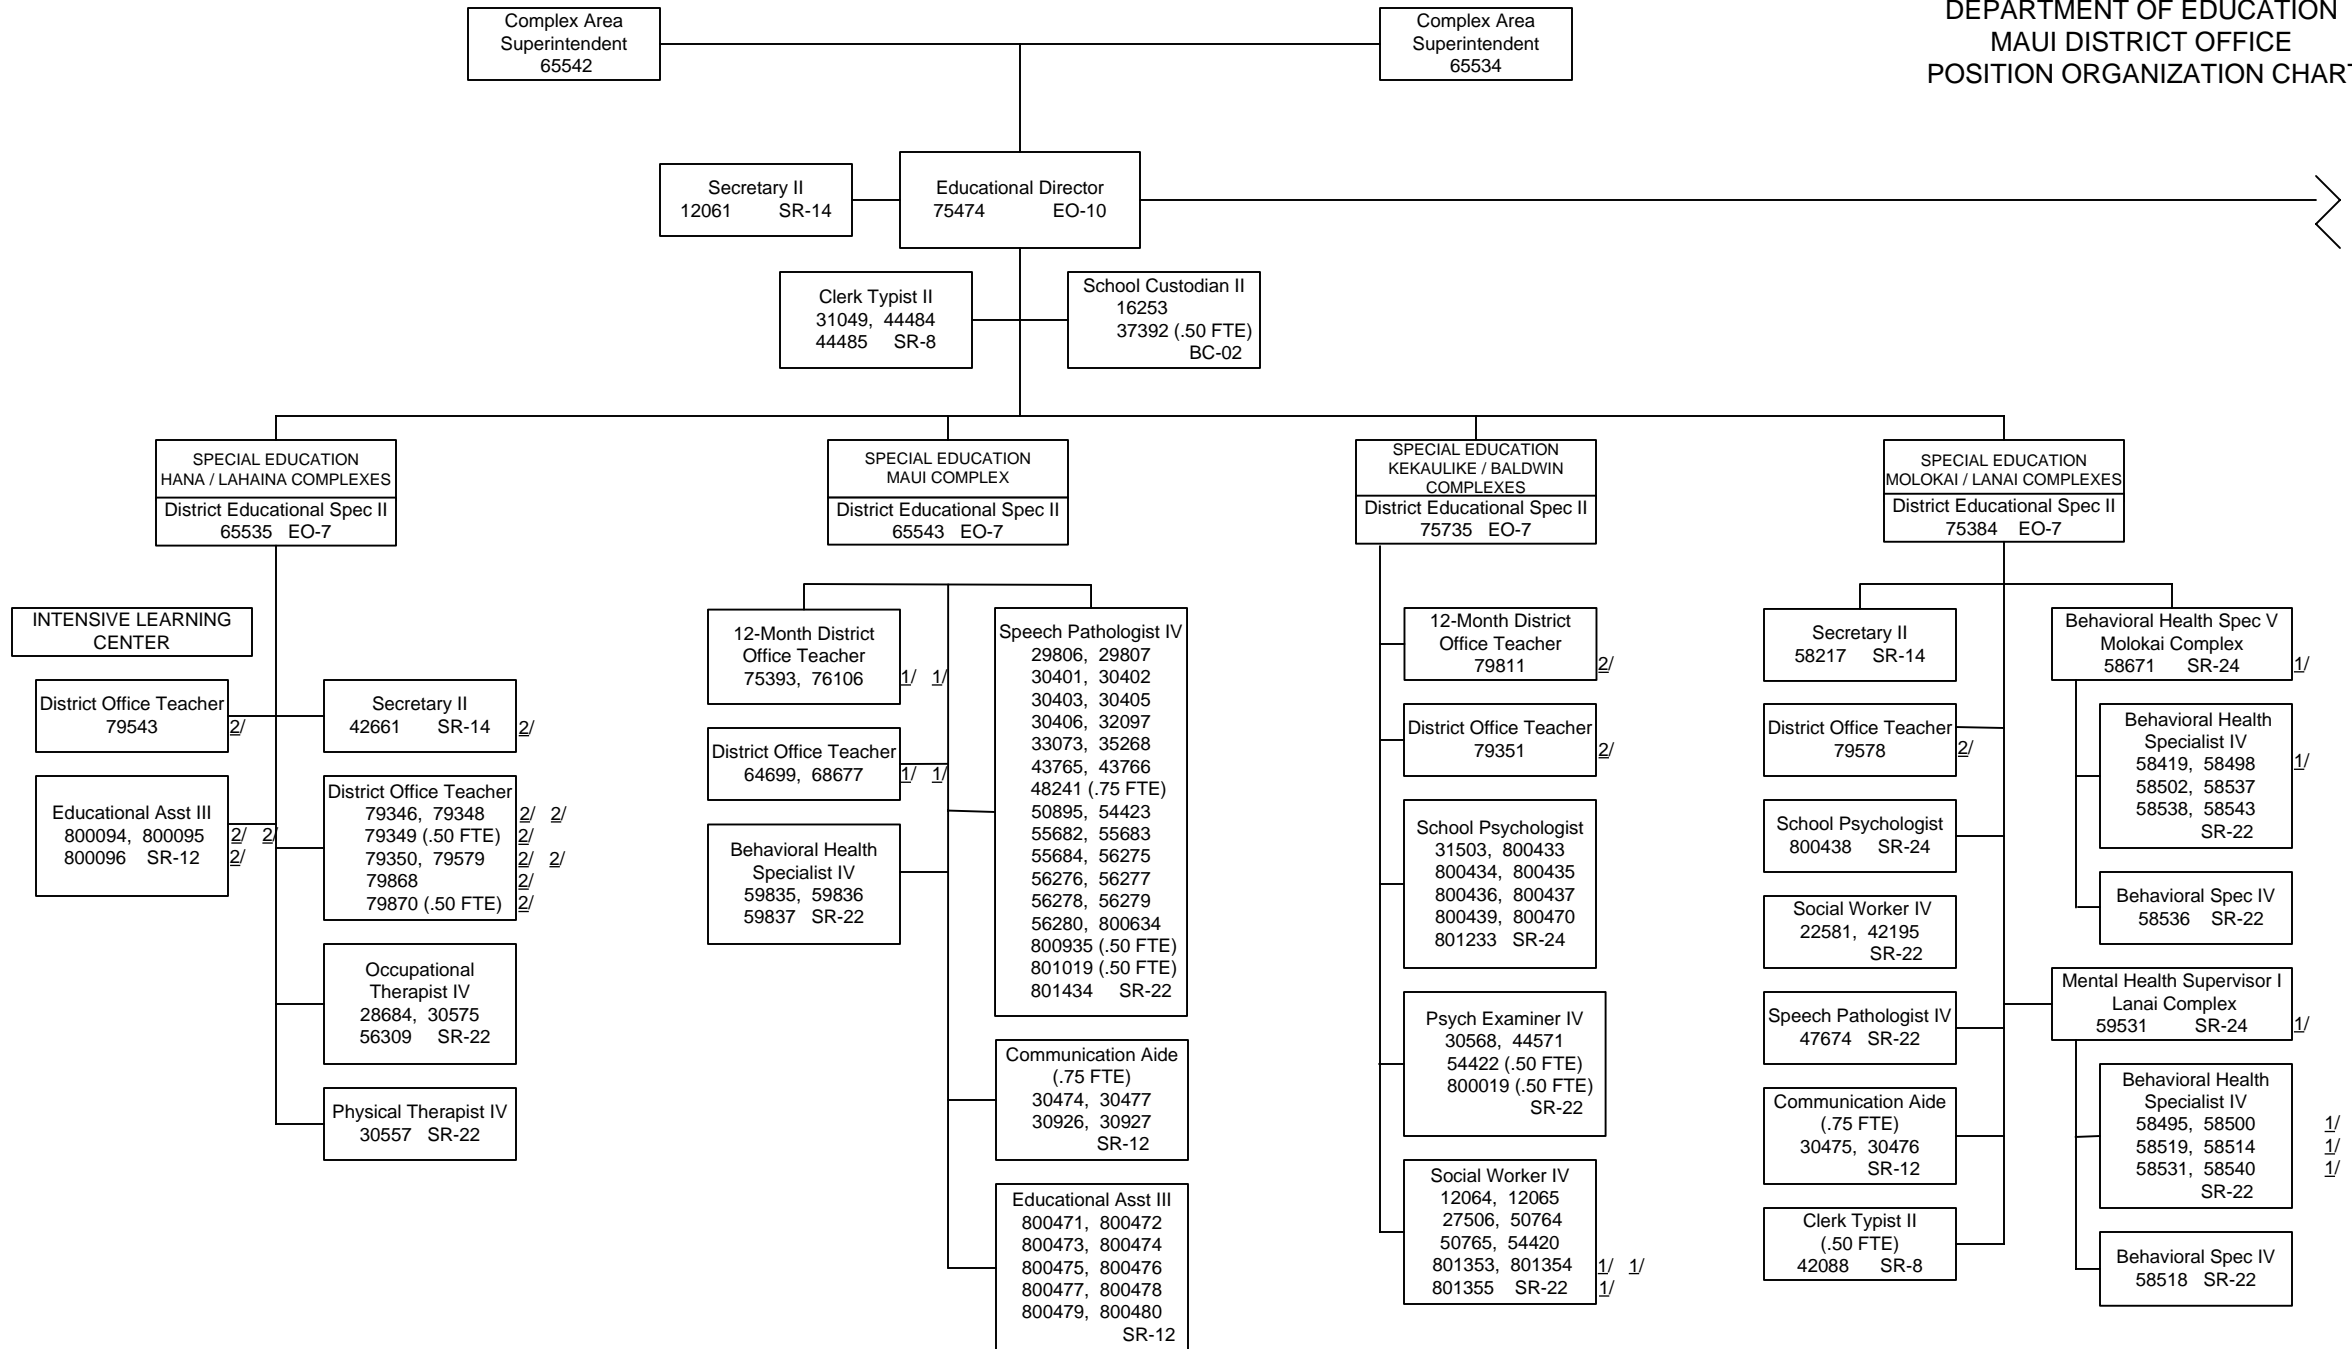 DEPARTMENT OF EDUCATION
MAUI DISTRICT OFFICE
POSITION ORGANIZATION CHART
Complex Area
Superintendent
65542
Complex Area
Superintendent
65534
Secretary II
12061 SR-14
Educational Director
75474 EO-10
Clerk Typist II
31049, 44484
44485 SR-8
School Custodian II
16253
37392 (.50 FTE)
BC-02
SPECIAL EDUCATION
HANA / LAHAINA COMPLEXES
District Educational Spec II
65535 EO-7
INTENSIVE LEARNING
CENTER
District Office Teacher
79543 2/
Educational Asst III
800094, 800095 2/ 2/
800096 SR-12 2/
Secretary II
42661 SR-14 2/
District Office Teacher
79346, 79348 2/ 2/
79349 (.50 FTE) 2/
79350, 79579 2/ 2/
79868 2/
79870 (.50 FTE) 2/
Occupational
Therapist IV
28684, 30575
56309 SR-22
Physical Therapist IV
30557 SR-22
SPECIAL EDUCATION
MAUI COMPLEX
District Educational Spec II
65543 EO-7
12-Month District
Office Teacher
75393, 76106 1/ 1/
District Office Teacher
64699, 68677 1/ 1/
Behavioral Health
Specialist IV
59835, 59836
59837 SR-22
Speech Pathologist IV
29806, 29807
30401, 30402
30403, 30405
30406, 32097
33073, 35268
43765, 43766
48241 (.75 FTE)
50895, 54423
55682, 55683
55684, 56275
56276, 56277
56278, 56279
56280, 800634
800935 (.50 FTE)
801019 (.50 FTE)
801434 SR-22
Communication Aide
(.75 FTE)
30474, 30477
30926, 30927
SR-12
Educational Asst III
800471, 800472
800473, 800474
800475, 800476
800477, 800478
800479, 800480
SR-12
SPECIAL EDUCATION
KEKAULIKE / BALDWIN
COMPLEXES
District Educational Spec II
75735 EO-7
12-Month District
Office Teacher
79811 2/
District Office Teacher
79351 2/
School Psychologist
31503, 800433
800434, 800435
800436, 800437
800439, 800470
801233 SR-24
Psych Examiner IV
30568, 44571
54422 (.50 FTE)
800019 (.50 FTE)
SR-22
Social Worker IV
12064, 12065
27506, 50764
50765, 54420
801353, 801354 1/ 1/
801355 SR-22 1/
SPECIAL EDUCATION
MOLOKAI / LANAI COMPLEXES
District Educational Spec II
75384 EO-7
Secretary II
58217 SR-14
District Office Teacher
79578 2/
School Psychologist
800438 SR-24
Social Worker IV
22581, 42195
SR-22
Speech Pathologist IV
47674 SR-22
Communication Aide
(.75 FTE)
30475, 30476
SR-12
Clerk Typist II
(.50 FTE)
42088 SR-8
Behavioral Health Spec V
Molokai Complex
58671 SR-24 1/
Behavioral Health
Specialist IV
58419, 58498 1/
58502, 58537
58538, 58543
SR-22
Behavioral Spec IV
58536 SR-22
Mental Health Supervisor I
Lanai Complex
59531 SR-24 1/
Behavioral Health
Specialist IV
58495, 58500 1/
58519, 58514 1/
58531, 58540 1/
SR-22
Behavioral Spec IV
58518 SR-22